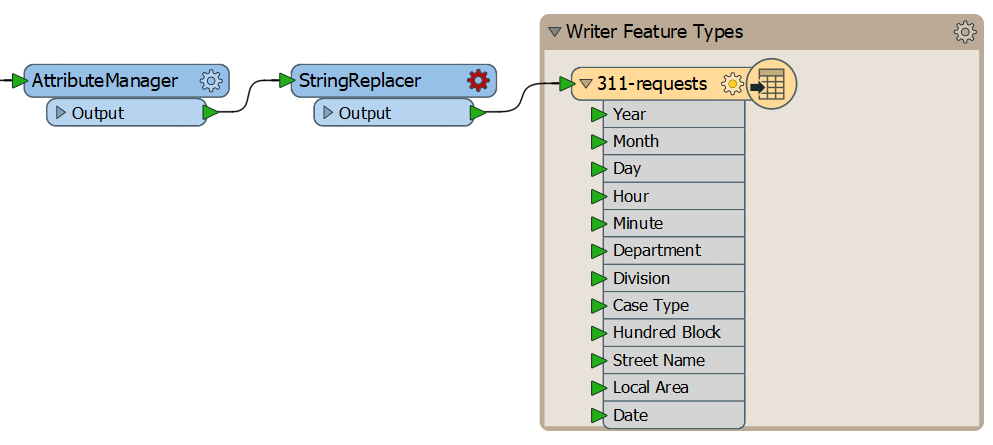 Writer Feature Types
AttributeManager
Output
StringReplacer
Output
311-requests
Year
Month
Day
Hour
Minute
Department
Division
Case Type
Hundred Block
Street Name
Local Area
Date